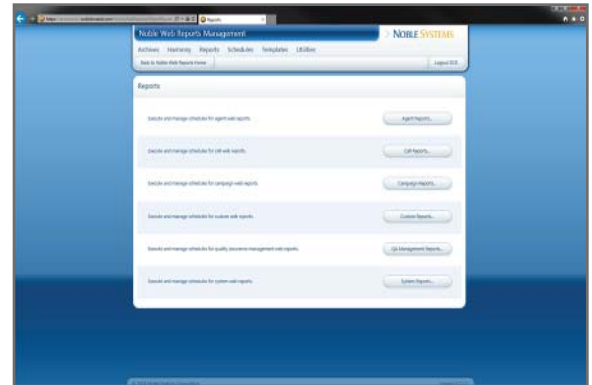 Reports
Noble Web Reports Management
NOBLE SYSTEMS
Archives Harmony Reports Schedules Templates Utilities
Back to Noble Web Reports Home
Logout
Reports
Execute and manage schedules for agent web reports.
Agent Reports...
Execute and manage schedules for call web reports.
Call Reports...
Execute and manage schedules for campaign web reports.
Campaign Reports...
Execute and manage schedules for custom web reports.
Custom Reports...
Execute and manage schedules for quality assurance management web reports.
QA Management Reports...
Execute and manage schedules for system web reports.
System Reports...